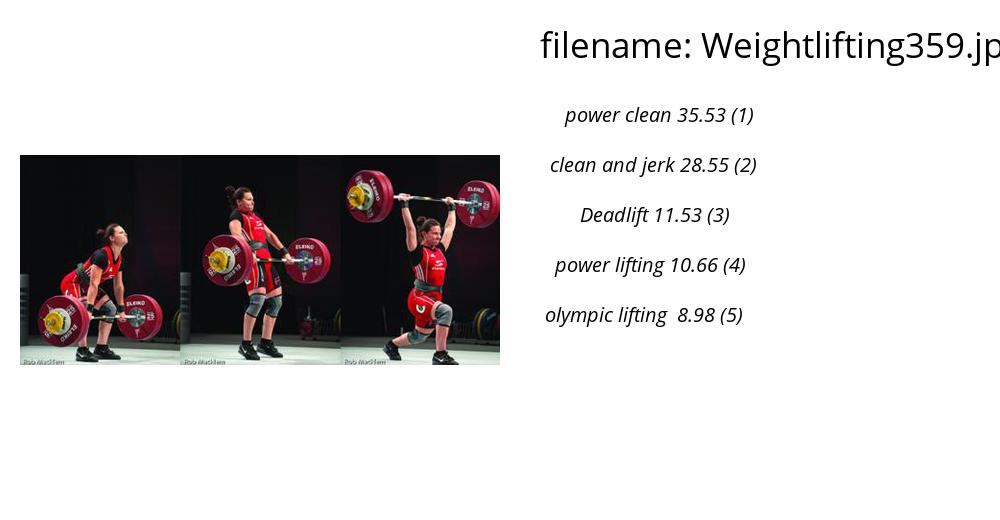 filename: Weightlifting359.jp
power clean 35.53 (1)
clean and jerk 28.55 (2)
Deadlift 11.53 (3)
power lifting 10.66 (4)
olympic lifting  8.98 (5)
ELEIKO
ELEIKO
ELEIKO
ELEIKO
ELEIKO
Rob Macklem
Rob Macklem
Rob Macklem